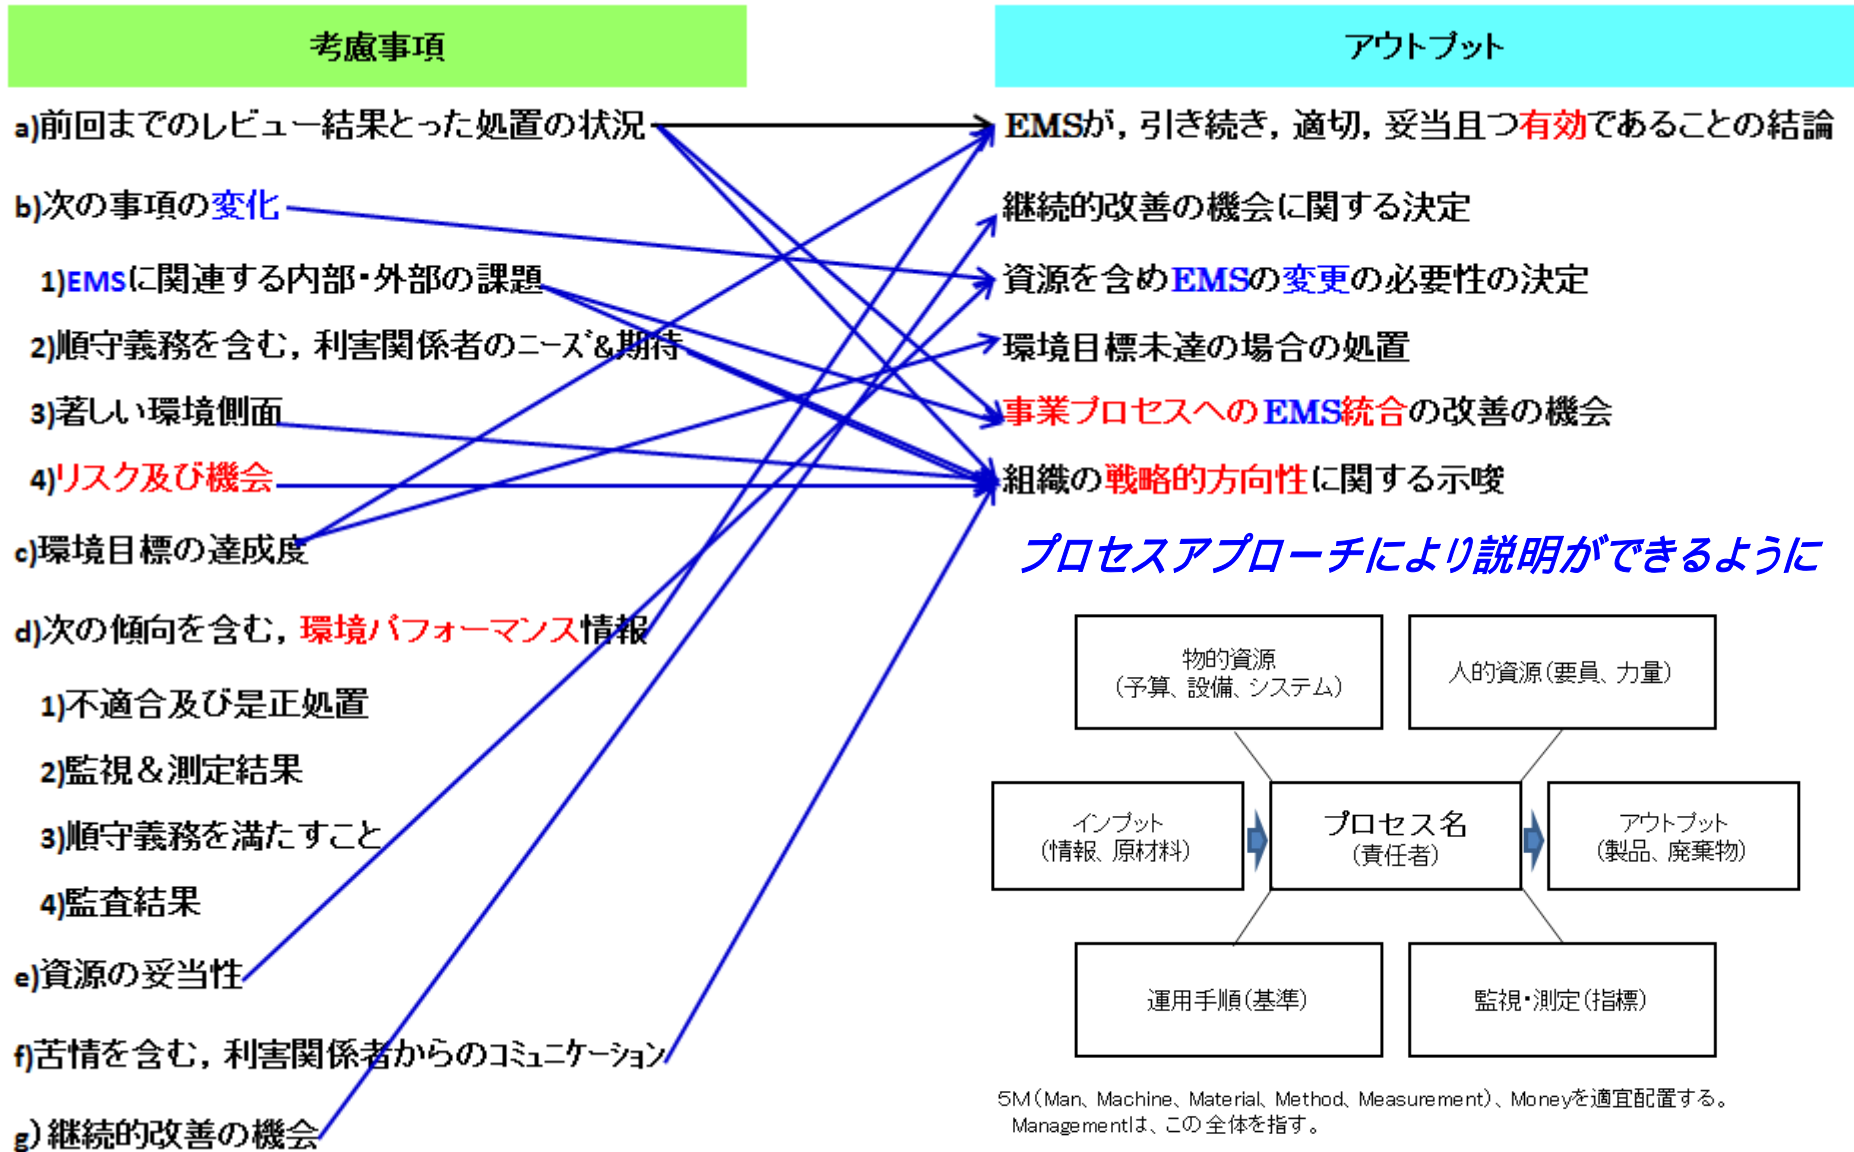 考慮事項
a)前回までのレビュー結果とった処置の状況
b)次の事項の変化
1)EMSに関連する内部・外部の課題
2)順守義務を含む，利害関係者のニーズ&期待
3)著しい環境側面
4)リスク及び機会
c)環境目標の達成度
d)次の傾向を含む，環境パフォーマンス情報
1)不適合及び是正処置
2)監視＆測定結果
3)順守義務を満たすこと
4)監査結果
e)資源の妥当性
f)苦情を含む，利害関係者からのコミュニケーション
g)継続的改善の機会
アウトプット
EMSが，引き続き，適切，妥当且つ有効であることの結論
継続的改善の機会に関する決定
資源を含めEMSの変更の必要性の決定
環境目標未達の場合の処置
事業プロセスへのEMS統合の改善の機会
組織の戦略的方向性に関する示唆
プロセスアプローチにより説明ができるように
物的資源
（予算、設備、システム）
人的資源（要員、力量）
インプット
（情報、原材料）
プロセス名
（責任者）
アウトプット
（製品、廃棄物）
運用手順（基準）
監視・測定（指標）
５Ｍ（Man、Machine、Material、Method、Measurement）、Moneyを適宜配置する。
Managementは、この全体を指す。